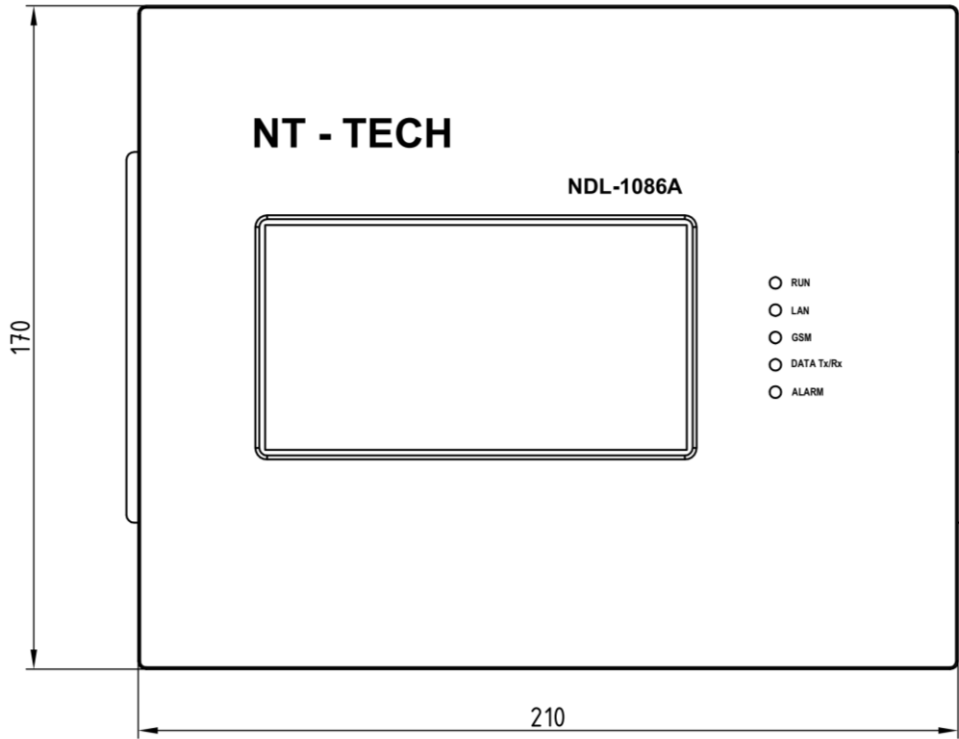 NT - TECH
NDL-1086A
RUN
LAN
GSM
DATA Tx/Rx
ALARM
170
210